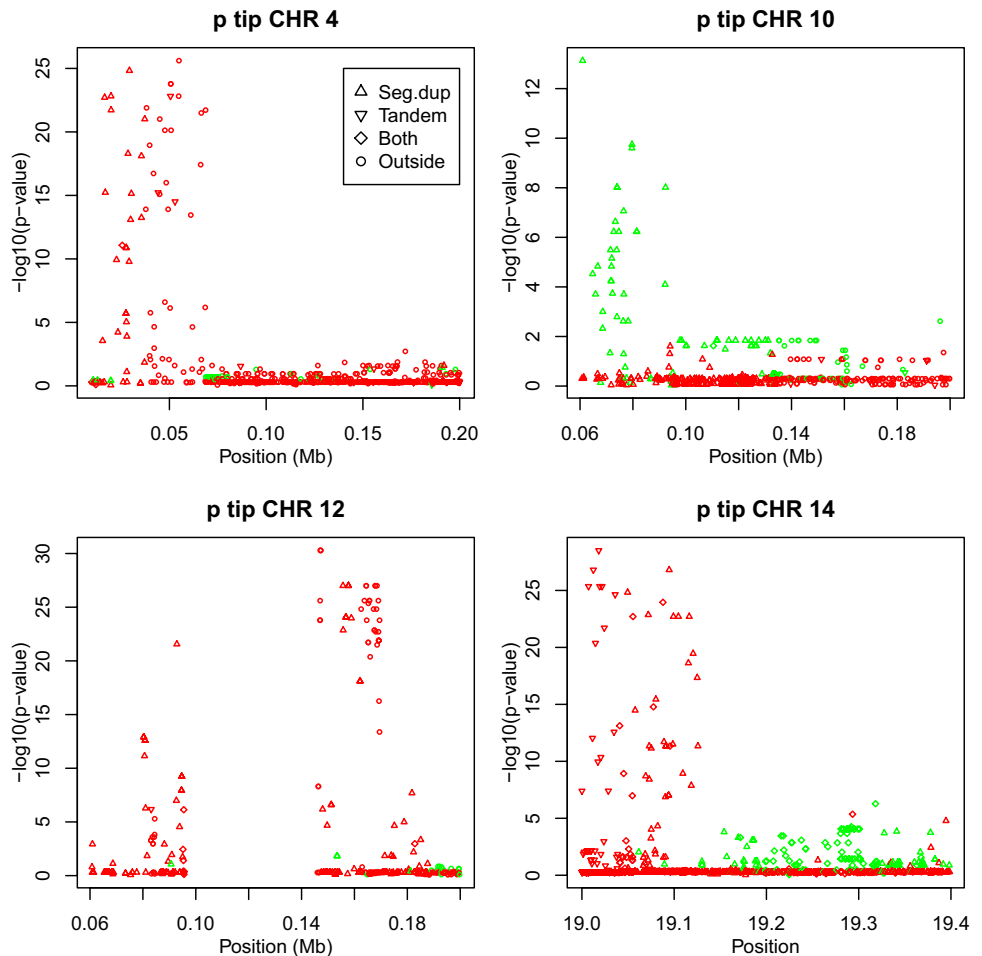 p tip CHR 4
25
20
15
10
5
0
−log10(p−value)
Seg.dup
Tandem
Both
Outside
0.05
0.10
0.15
0.20
Position (Mb)
p tip CHR 10
12
10
8
6
4
2
0
−log10(p−value)
0.06
0.10
0.14
0.18
Position (Mb)
p tip CHR 12
30
25
20
15
10
5
0
−log10(p−value)
0.06
0.10
0.14
0.18
Position (Mb)
p tip CHR 14
25
20
15
10
5
0
−log10(p−value)
19.0
19.1
19.2
19.3
19.4
Position